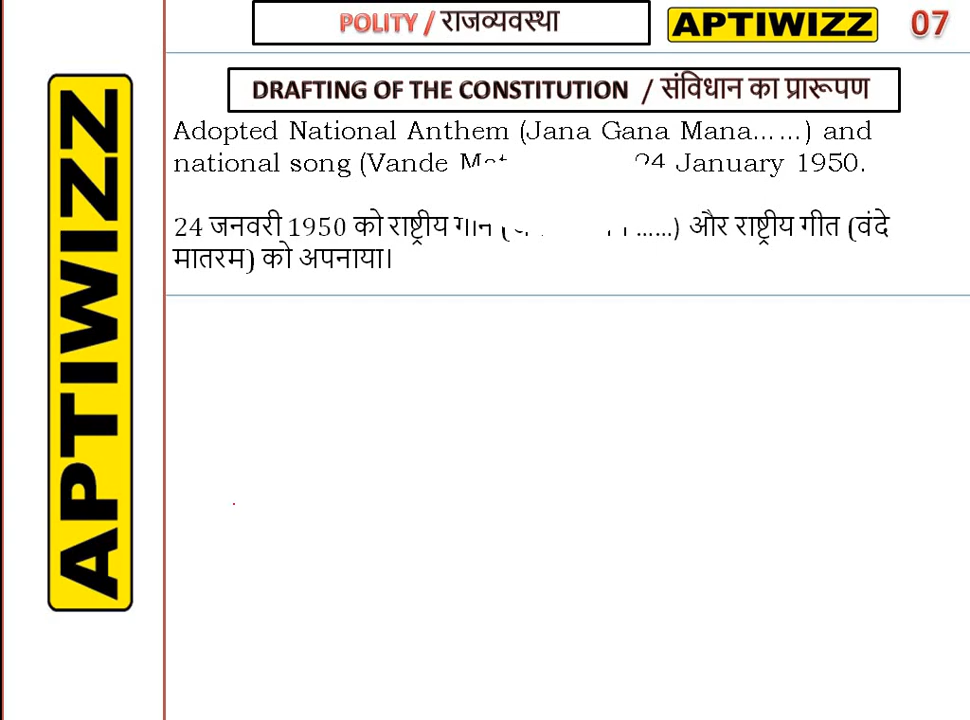 POLITY / राजव्यवस्था
APTIWIZZ
07
DRAFTING OF THE CONSTITUTION / संविधान का प्रारूपण
Adopted National Anthem (Jana Gana Mana......) and
national song (Vande 24 January 1950.
24 जनवरी 1950 को राष्ट्रीय गान ......) और राष्ट्रीय गीत (वंदे
मातरम) को अपनाया।
APTIWIZZ